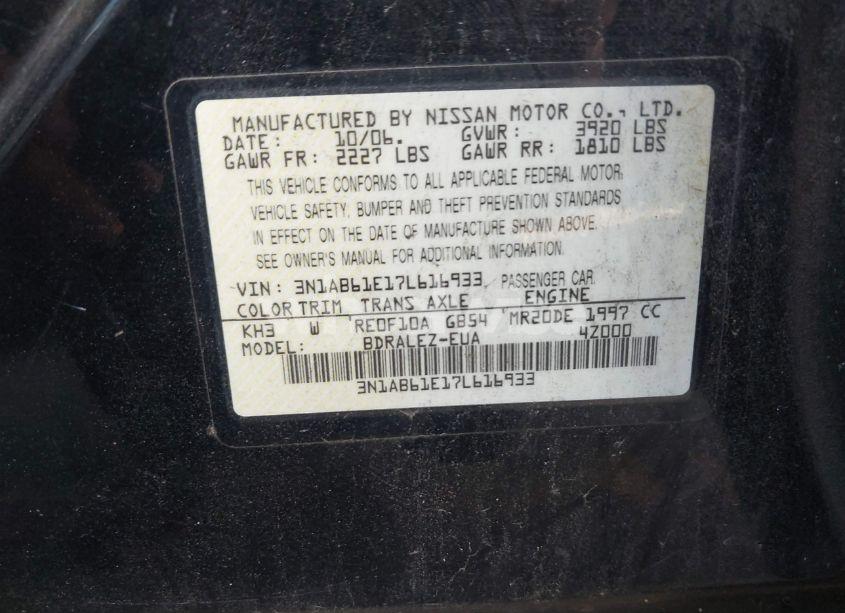 MANUFACTURED BY NISSAN MOTOR CO., LTD.
DATE: 10/06. GVWR: 3920 LBS
GAWR FR: 2227 LBS GAWR RR: 1810 LBS
THIS VEHICLE CONFORMS TO ALL APPLICABLE FEDERAL MOTOR
VEHICLE SAFETY, BUMPER AND THEFT PREVENTION STANDARDS
IN EFFECT ON THE DATE OF MANUFACTURE SHOWN ABOVE.
SEE OWNER'S MANUAL FOR ADDITIONAL INFORMATION.
VIN: 3N1AB61E17L616933 PASSENGER CAR
COLOR TRIM TRANS AXLE ENGINE
KH3 W RE0F10A GB54 MR20DE 1997 CC
MODEL: BDRALEZ-EUA 4Z000
3N1AB61E17L616933